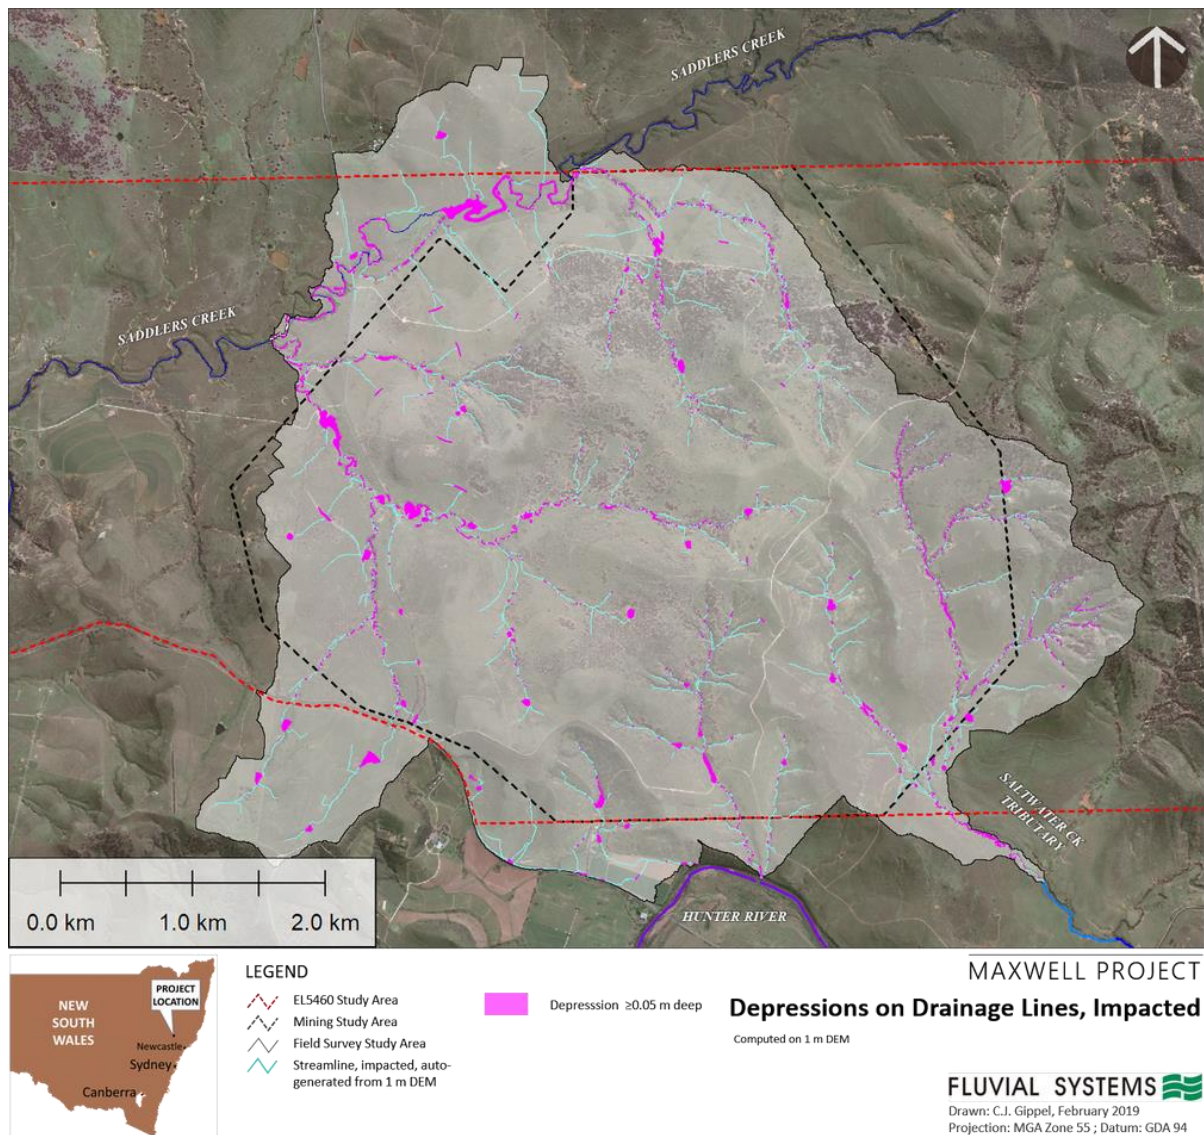 SADDLERS CREEK
SADDLERS CREEK
SALTWATER CK
TRIBUTARY
HUNTER RIVER
0.0 km 1.0 km 2.0 km
NEW
SOUTH
WALES
PROJECT
LOCATION
Newcastle
Sydney
Canberra
LEGEND
EL5460 Study Area
Mining Study Area
Field Survey Study Area
Streamline, impacted, auto-
generated from 1 m DEM
Depresssion ≥0.05 m deep
MAXWELL PROJECT
Depressions on Drainage Lines, Impacted
Computed on 1 m DEM
FLUVIAL SYSTEMS
Drawn: C.J. Gippel, February 2019
Projection: MGA Zone 55 ; Datum: GDA 94